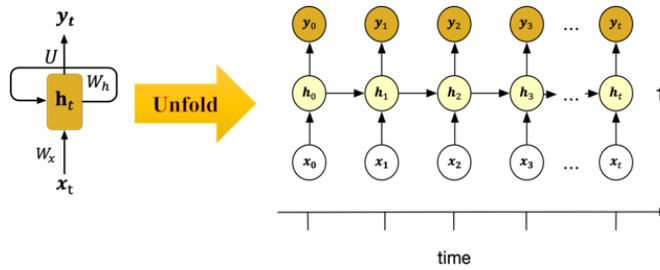 y_t
U
W_h
h_t
W_x
x_t
Unfold
y_0 y_1 y_2 y_3 ... y_t
h_0 h_1 h_2 h_3 ... h_t
x_0 x_1 x_2 x_3 ... x_t
time